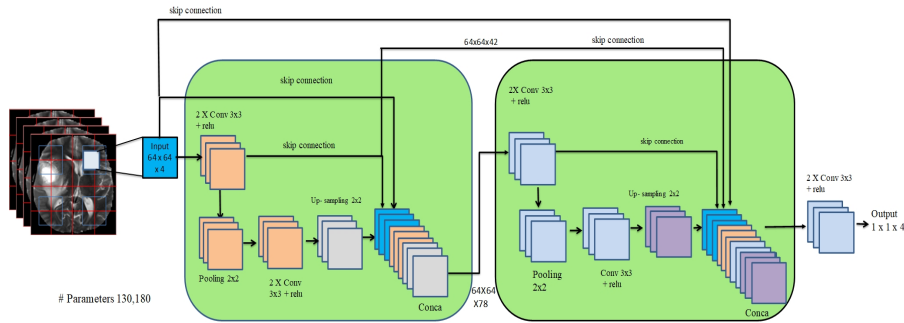 skip connection
64x64x42
skip connection
skip connection
2X Conv 3x3
+ relu
2 X Conv 3x3
+ relu
Input
64 x 64
x 4
skip connection
skip connection
2 X Conv 3x3
+ relu
Output
1 x 1 x 4
Up- sampling 2x2
Up- sampling 2x2
Pooling 2x2
2 X Conv
3x3 + relu
Pooling
2x2
Conv 3x3
+ relu
64X64
X78
Conca
Conca
# Parameters 130,180